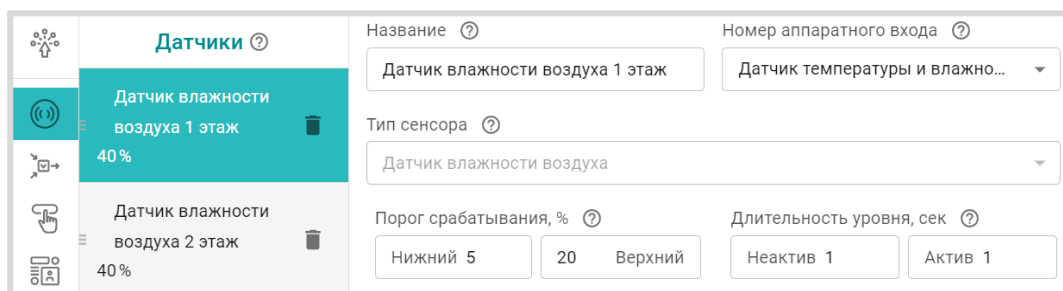 Датчики
Датчик влажности
воздуха 1 этаж
40 %
Датчик влажности
воздуха 2 этаж
40 %
Название
Номер аппаратного входа
Датчик влажности воздуха 1 этаж
Датчик температуры и влажно...
Тип сенсора
Датчик влажности воздуха
Порог срабатывания, %
Длительность уровня, сек
Нижний 5
20 Верхний
Неактив 1
Актив 1